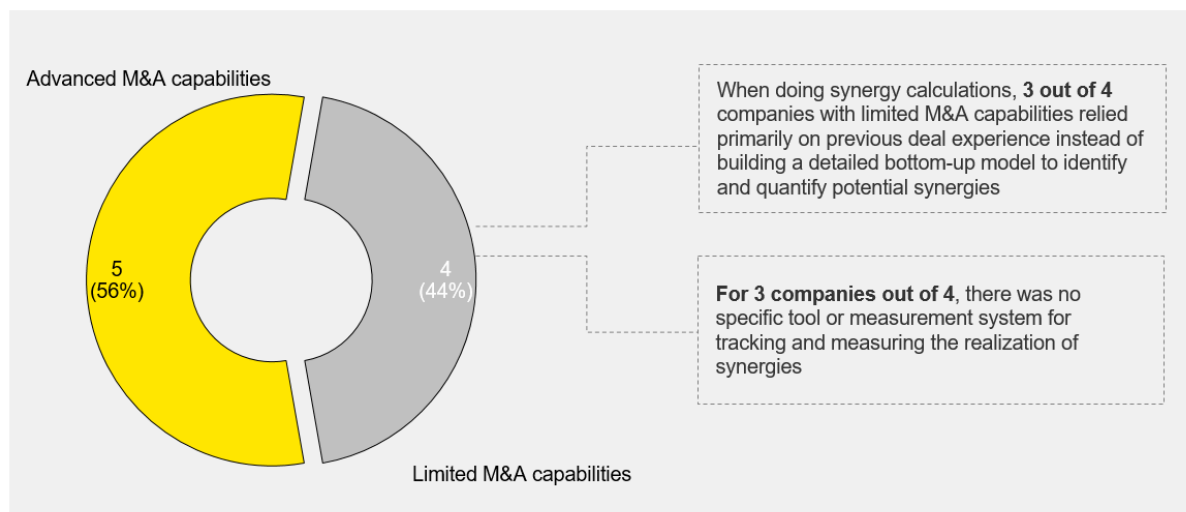 Advanced M&A capabilities
5
(56%)
4
(44%)
Limited M&A capabilities
When doing synergy calculations, 3 out of 4
companies with limited M&A capabilities relied
primarily on previous deal experience instead of
building a detailed bottom-up model to identify
and quantify potential synergies
For 3 companies out of 4, there was no
specific tool or measurement system for
tracking and measuring the realization of
synergies